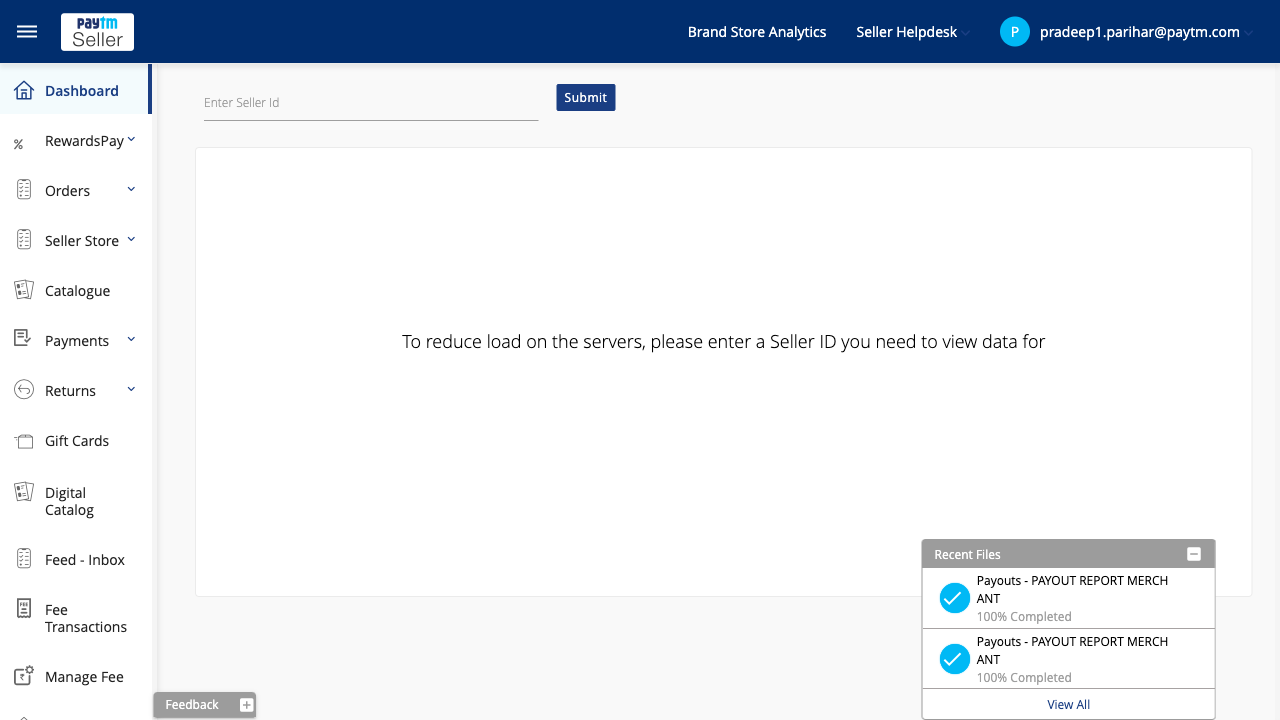 paytm
Seller
Brand Store Analytics
Seller Helpdesk
P
pradeep1.parihar@paytm.com
Dashboard
RewardsPay
Orders
Seller Store
Catalogue
Payments
Returns
Gift Cards
Digital
Catalog
Feed - Inbox
Fee
Transactions
Manage Fee
Enter Seller Id
Submit
To reduce load on the servers, please enter a Seller ID you need to view data for
Recent Files
Payouts - PAYOUT REPORT MERCH
ANT
100% Completed
Payouts - PAYOUT REPORT MERCH
ANT
100% Completed
View All
Feedback